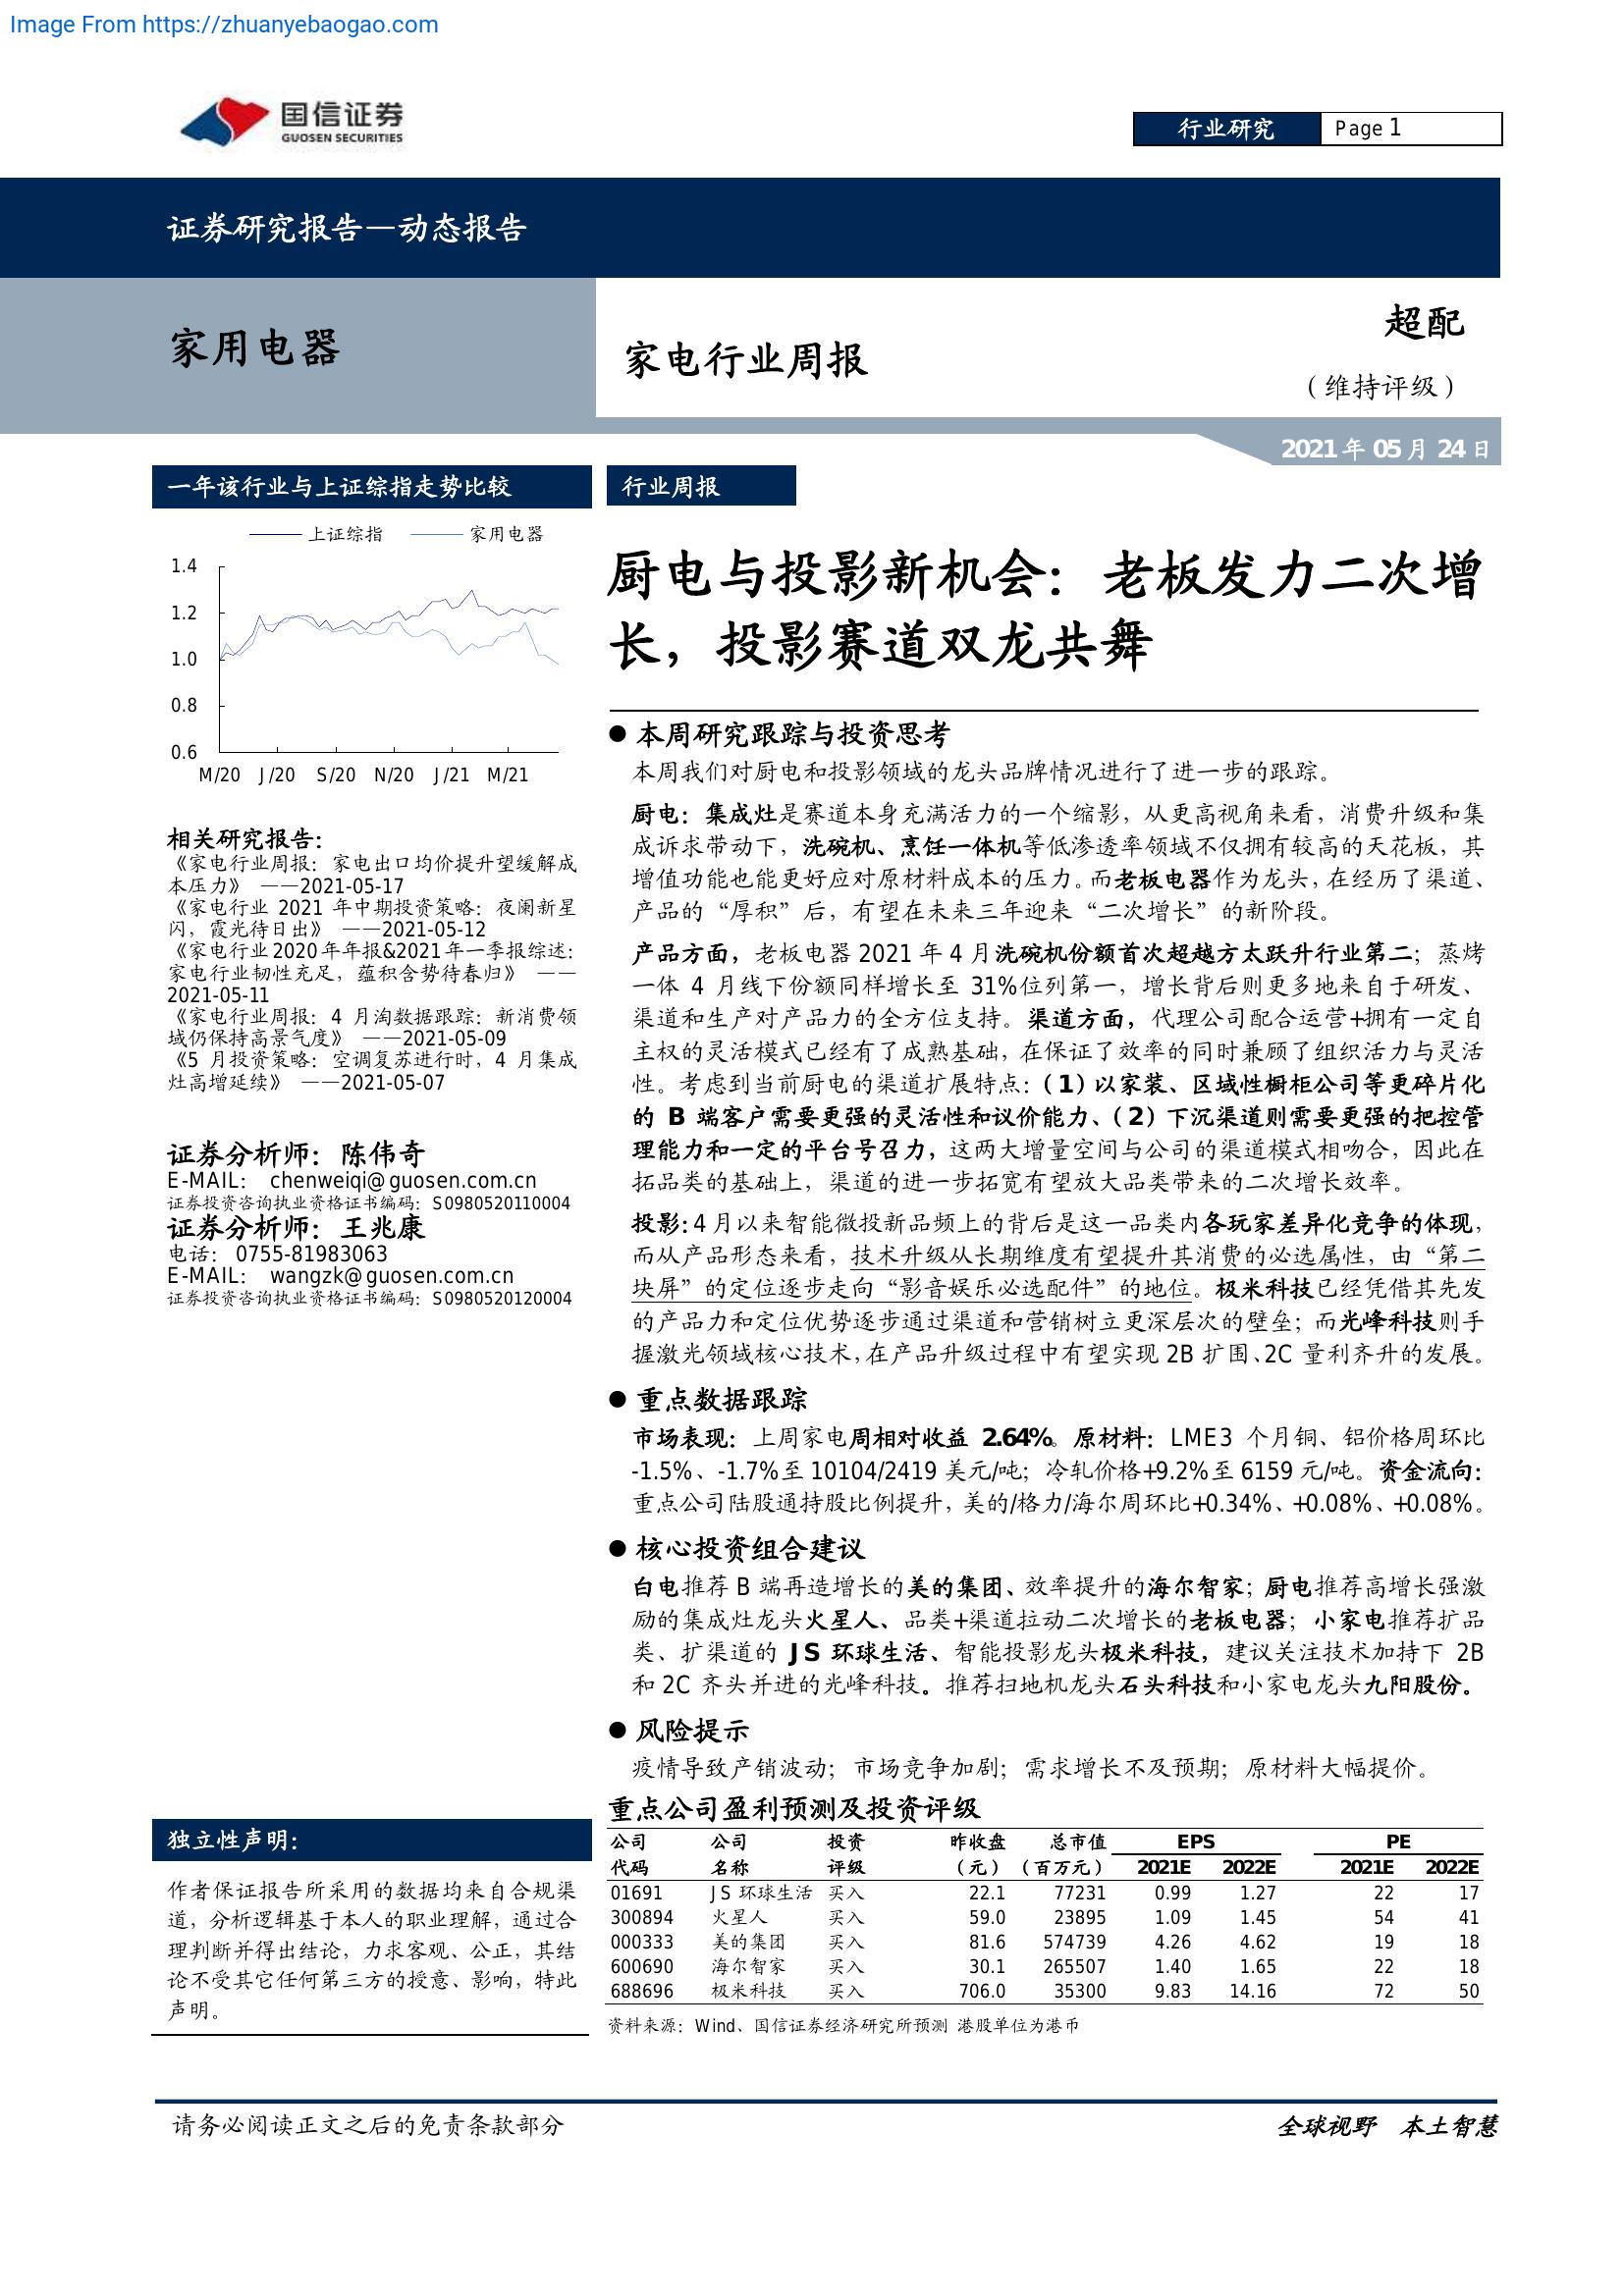 Image From https://zhuanyebaogao.com
国信证券
GUOSEN SECURITIES
行业研究
Page 1
证券研究报告—动态报告
家用电器
家电行业周报
超配
（维持评级）
2021 年 05 月 24 日
一年该行业与上证综指走势比较
上证综指 家用电器
1.4
1.2
1.0
0.8
0.6
M/20 J/20 S/20 N/20 J/21 M/21
相关研究报告：
《家电行业周报：家电出口均价提升望缓解成
本压力》 ——2021-05-17
《家电行业 2021 年中期投资策略：夜阑新星
闪，霞光待日出》 ——2021-05-12
《家电行业 2020 年年报&2021 年一季报综述：
家电行业韧性充足，蕴积含势待春归》 ——
2021-05-11
《家电行业周报：4 月淘数据跟踪：新消费领
域仍保持高景气度》 ——2021-05-09
《5 月投资策略：空调复苏进行时，4 月集成
灶高增延续》 ——2021-05-07
证券分析师：陈伟奇
E-MAIL： chenweiqi@guosen.com.cn
证券投资咨询执业资格证书编码：S0980520110004
证券分析师：王兆康
电话： 0755-81983063
E-MAIL： wangzk@guosen.com.cn
证券投资咨询执业资格证书编码：S0980520120004
独立性声明：
作者保证报告所采用的数据均来自合规渠
道，分析逻辑基于本人的职业理解，通过合
理判断并得出结论，力求客观、公正，其结
论不受其它任何第三方的授意、影响，特此
声明。
行业周报
厨电与投影新机会：老板发力二次增
长，投影赛道双龙共舞
● 本周研究跟踪与投资思考
本周我们对厨电和投影领域的龙头品牌情况进行了进一步的跟踪。
厨电：集成灶是赛道本身充满活力的一个缩影，从更高视角来看，消费升级和集
成诉求带动下，洗碗机、烹饪一体机等低渗透率领域不仅拥有较高的天花板，其
增值功能也能更好应对原材料成本的压力。而老板电器作为龙头，在经历了渠道、
产品的“厚积”后，有望在未来三年迎来“二次增长”的新阶段。
产品方面，老板电器 2021 年 4 月洗碗机份额首次超越方太跃升行业第二；蒸烤
一体 4 月线下份额同样增长至 31%位列第一，增长背后则更多地来自于研发、
渠道和生产对产品力的全方位支持。渠道方面，代理公司配合运营+拥有一定自
主权的灵活模式已经有了成熟基础，在保证了效率的同时兼顾了组织活力与灵活
性。考虑到当前厨电的渠道扩展特点：（1）以家装、区域性橱柜公司等更碎片化
的 B 端客户需要更强的灵活性和议价能力、（2）下沉渠道则需要更强的把控管
理能力和一定的平台号召力，这两大增量空间与公司的渠道模式相吻合，因此在
拓品类的基础上，渠道的进一步拓宽有望放大品类带来的二次增长效率。
投影：4 月以来智能微投新品频上的背后是这一品类内各玩家差异化竞争的体现，
而从产品形态来看，技术升级从长期维度有望提升其消费的必选属性，由“第二
块屏”的定位逐步走向“影音娱乐必选配件”的地位。极米科技已经凭借其先发
的产品力和定位优势逐步通过渠道和营销树立更深层次的壁垒；而光峰科技则手
握激光领域核心技术，在产品升级过程中有望实现 2B 扩围、2C 量利齐升的发展。
● 重点数据跟踪
市场表现：上周家电周相对收益 2.64%。原材料：LME3 个月铜、铝价格周环比
-1.5%、-1.7%至 10104/2419 美元/吨；冷轧价格+9.2%至 6159 元/吨。资金流向：
重点公司陆股通持股比例提升，美的/格力/海尔周环比+0.34%、+0.08%、+0.08%。
● 核心投资组合建议
白电推荐 B 端再造增长的美的集团、效率提升的海尔智家；厨电推荐高增长强激
励的集成灶龙头火星人、品类+渠道拉动二次增长的老板电器；小家电推荐扩品
类、扩渠道的 JS 环球生活、智能投影龙头极米科技，建议关注技术加持下 2B
和 2C 齐头并进的光峰科技。推荐扫地机龙头石头科技和小家电龙头九阳股份。
● 风险提示
疫情导致产销波动；市场竞争加剧；需求增长不及预期；原材料大幅提价。
重点公司盈利预测及投资评级
公司 公司 投资 昨收盘 总市值 EPS PE
代码 名称 评级 （元） （百万元） 2021E 2022E 2021E 2022E
01691 JS 环球生活 买入 22.1 77231 0.99 1.27 22 17
300894 火星人 买入 59.0 23895 1.09 1.45 54 41
000333 美的集团 买入 81.6 574739 4.26 4.62 19 18
600690 海尔智家 买入 30.1 265507 1.40 1.65 22 18
688696 极米科技 买入 706.0 35300 9.83 14.16 72 50
资料来源：Wind、国信证券经济研究所预测 港股单位为港币
请务必阅读正文之后的免责条款部分
全球视野 本土智慧